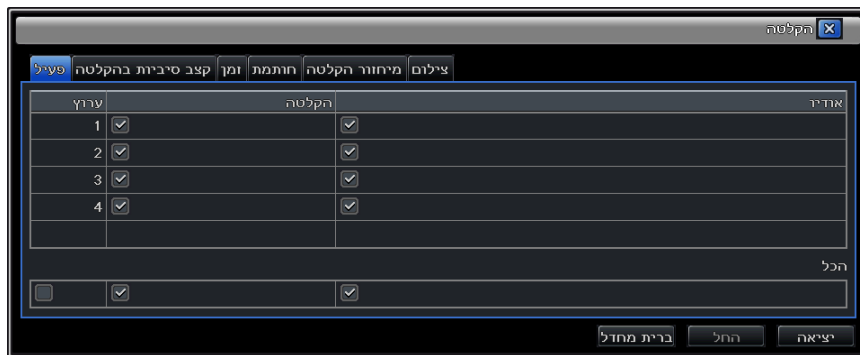 הקלטה
פעיל קצב סיביות בהקלטה זמן חותמת מיחזור הקלטה צילום
ערוץ הקלטה אודיו
1
2
3
4
הכל
ברית מחדל החל יציאה